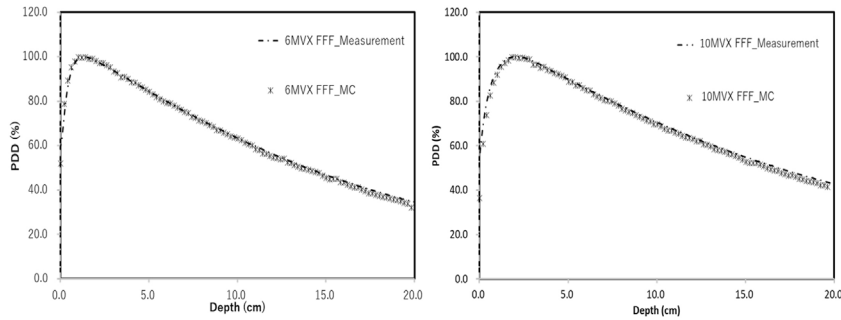 120.0
100.0
80.0
60.0
40.0
20.0
0.0
PDD (%)
6MVX FFF_Measurement
6MVX FFF_MC
0.0 5.0 10.0 15.0 20.0
Depth (cm)
120.0
100.0
80.0
60.0
40.0
20.0
0.0
PDD (%)
10MVX FFF_Measurement
10MVX FFF_MC
0.0 5.0 10.0 15.0 20.0
Depth (cm)